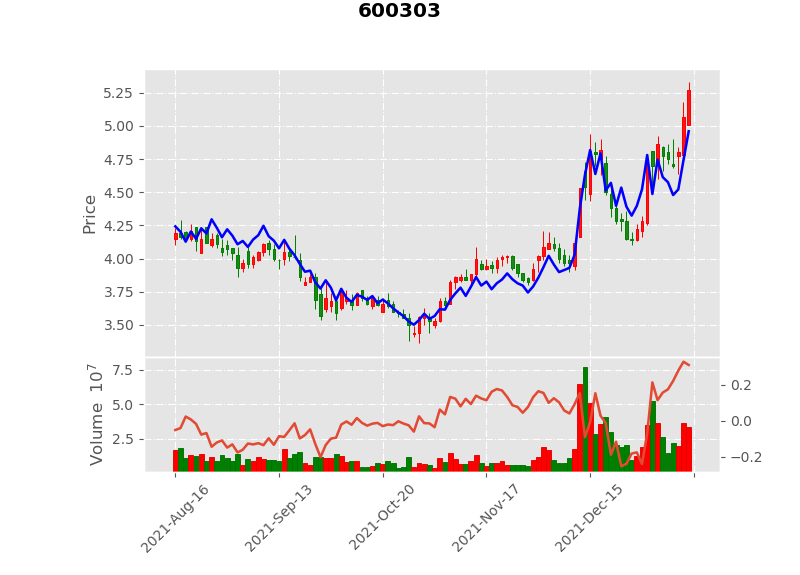 600303
5.25
5.00
4.75
4.50
4.25
4.00
3.75
3.50
Price
7.5
5.0
2.5
Volume 10^7
0.2
0.0
−0.2
2021-Aug-16
2021-Sep-13
2021-Oct-20
2021-Nov-17
2021-Dec-15